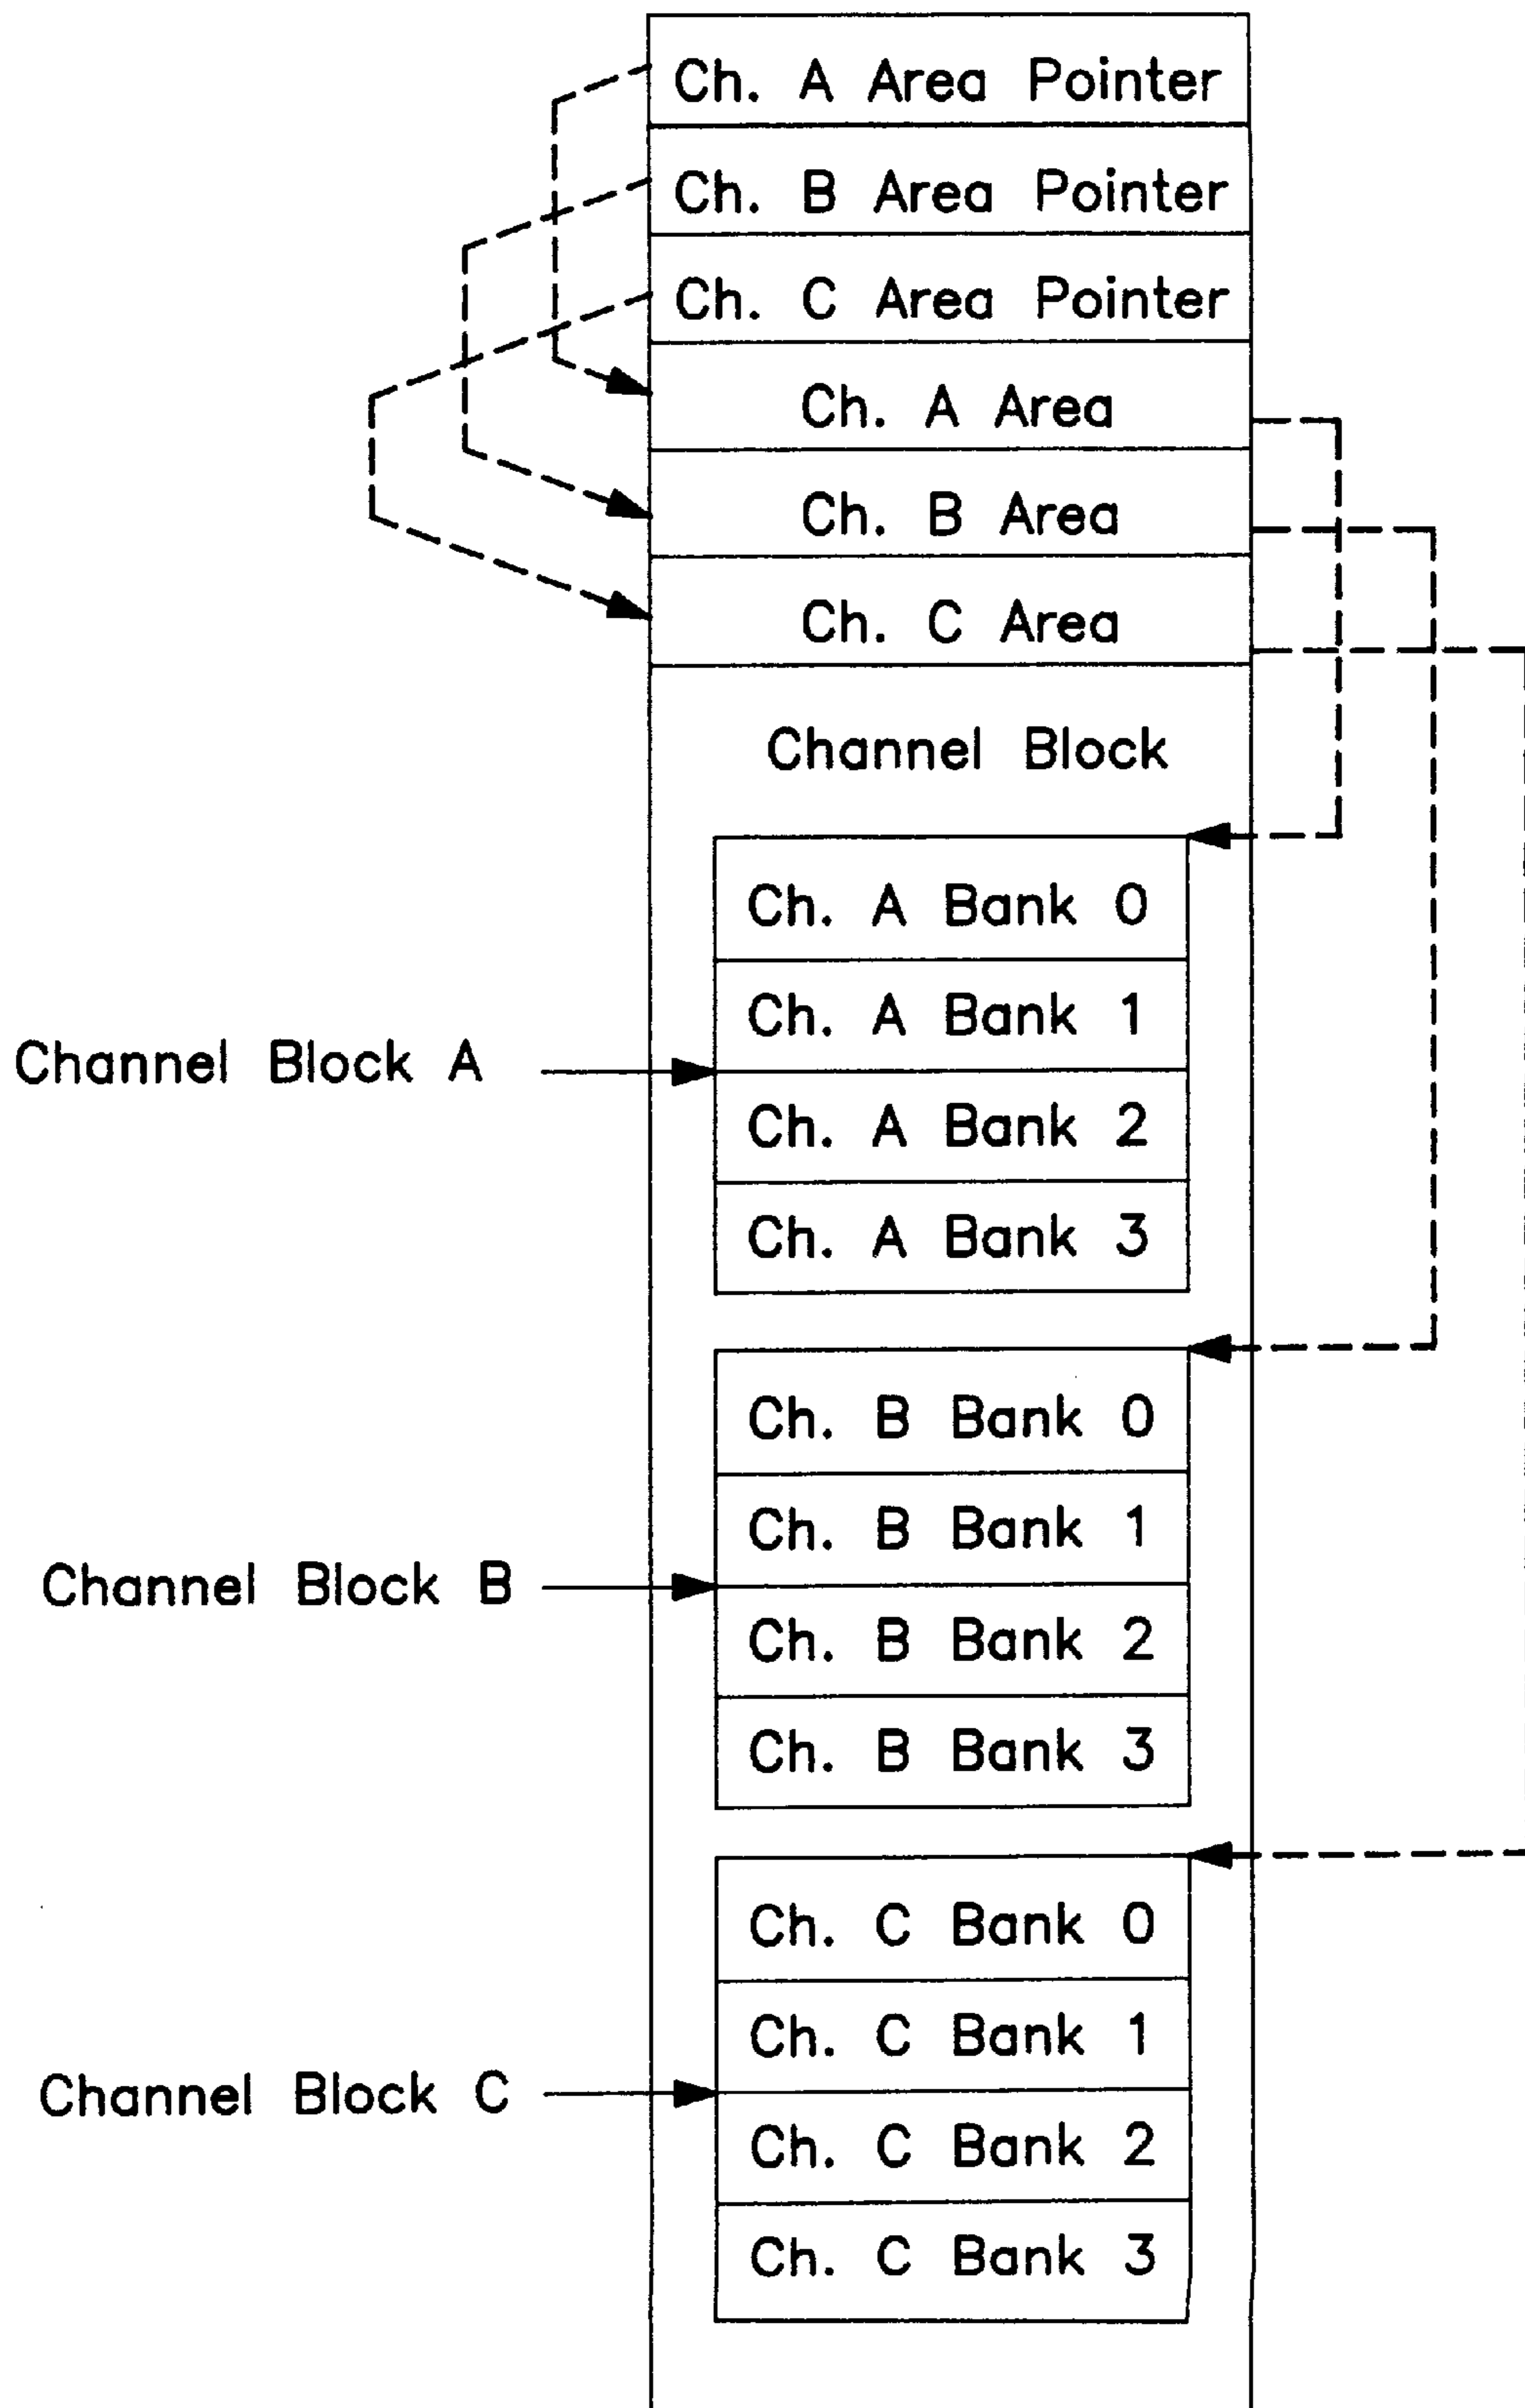 Ch. A Area Pointer
Ch. B Area Pointer
Ch. C Area Pointer
Ch. A Area
Ch. B Area
Ch. C Area
Channel Block
Ch. A Bank 0
Ch. A Bank 1
Channel Block A
Ch. A Bank 2
Ch. A Bank 3
Ch. B Bank 0
Ch. B Bank 1
Channel Block B
Ch. B Bank 2
Ch. B Bank 3
Ch. C Bank 0
Ch. C Bank 1
Channel Block C
Ch. C Bank 2
Ch. C Bank 3